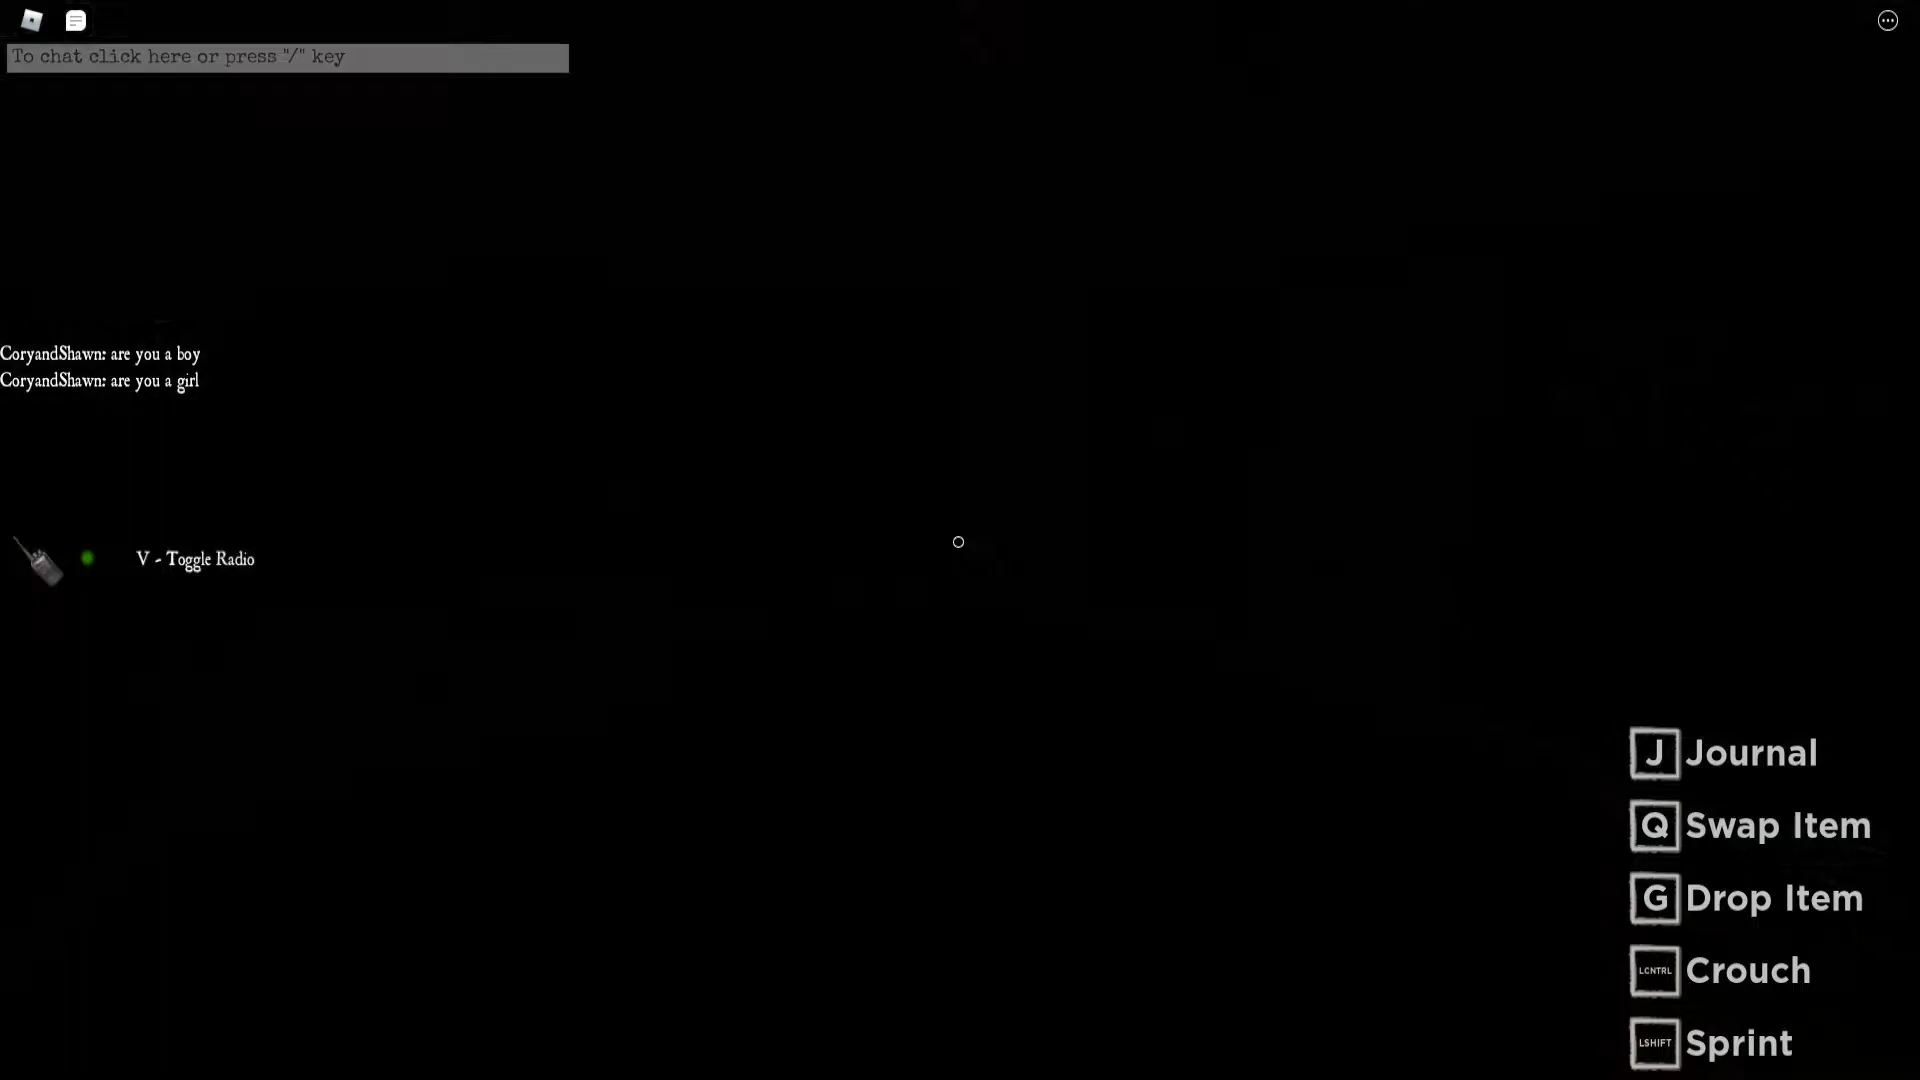 To chat click here or press "/" key
CoryandShawn: are you a boy
CoryandShawn: are you a girl
V - Toggle Radio
J Journal
Q Swap Item
G Drop Item
LCNTRL Crouch
LSHIFT Sprint